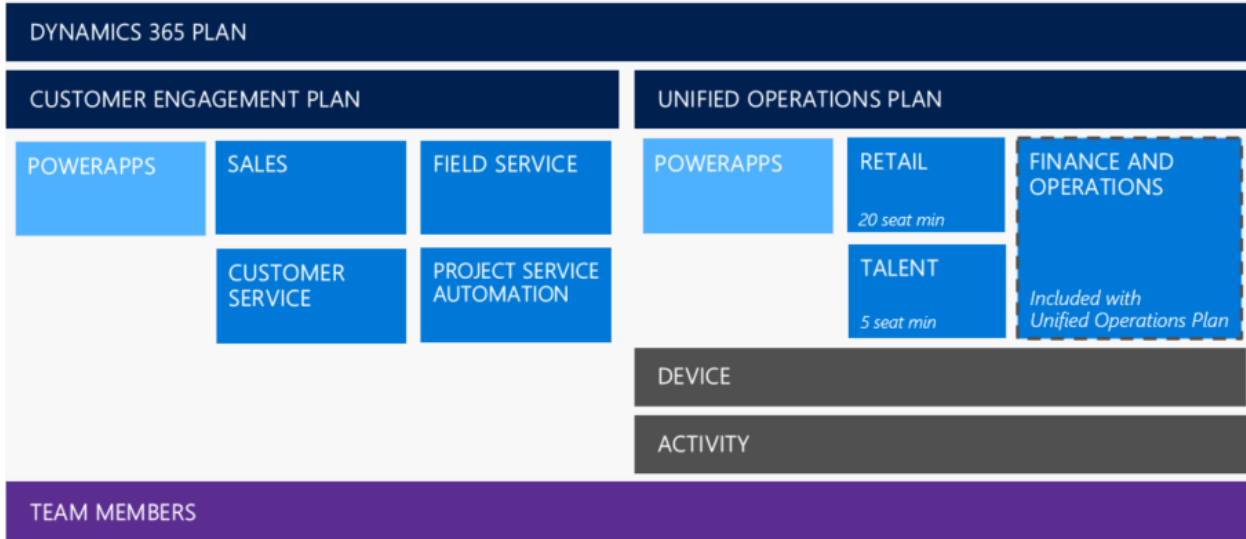 DYNAMICS 365 PLAN
CUSTOMER ENGAGEMENT PLAN
POWERAPPS
SALES
FIELD SERVICE
CUSTOMER
SERVICE
PROJECT SERVICE
AUTOMATION
UNIFIED OPERATIONS PLAN
POWERAPPS
RETAIL
20 seat min
TALENT
5 seat min
FINANCE AND
OPERATIONS
Included with
Unified Operations Plan
DEVICE
ACTIVITY
TEAM MEMBERS